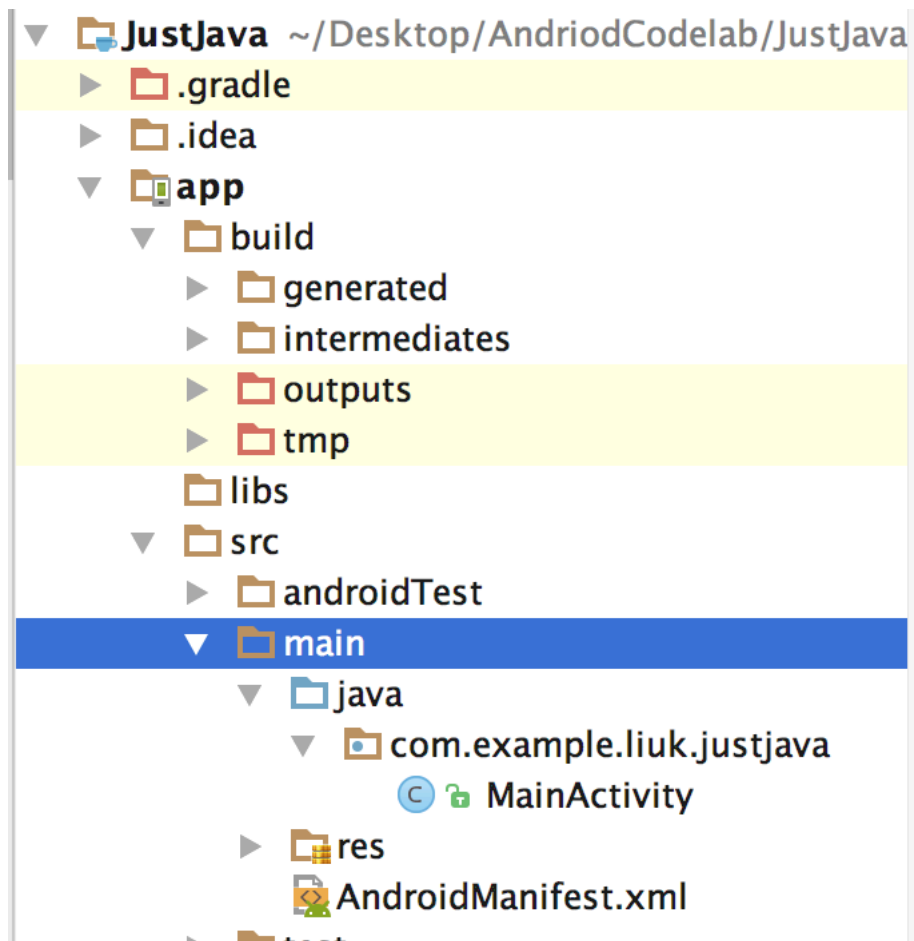 JustJava ~/Desktop/AndriodCodelab/JustJava
.gradle
.idea
app
build
generated
intermediates
outputs
tmp
libs
src
androidTest
main
java
com.example.liuk.justjava
C MainActivity
res
AndroidManifest.xml